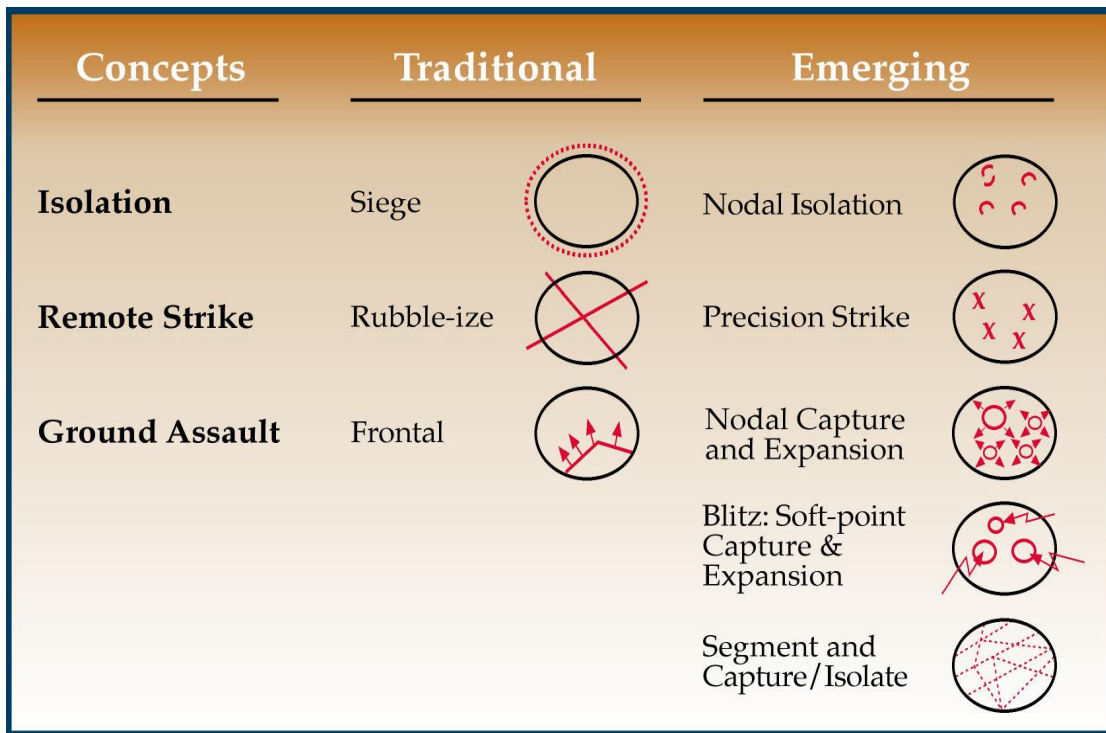 Concepts Traditional Emerging
Isolation Siege Nodal Isolation
Remote Strike Rubble-ize Precision Strike
Ground Assault Frontal Nodal Capture
and Expansion
Blitz: Soft-point
Capture &
Expansion
Segment and
Capture/Isolate